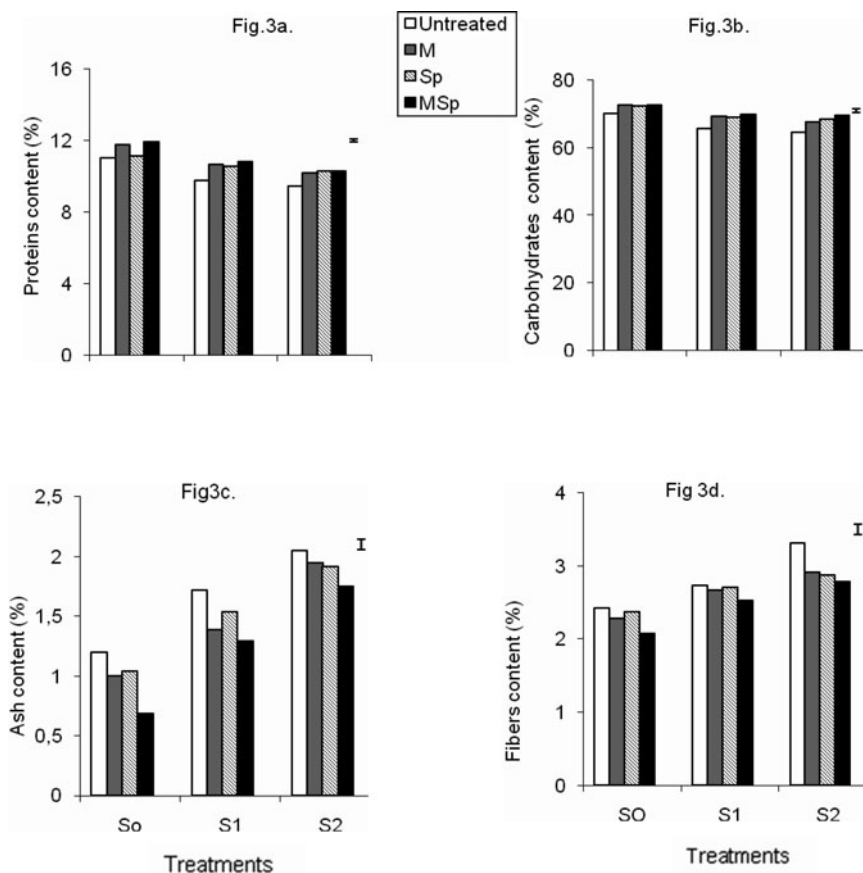 Fig.3a.
Untreated
M
Sp
MSp
Fig.3b.
Proteins content (%)
16
12
8
4
0
Carbohydrates content (%)
80
60
40
20
0
Fig3c.
Ash content (%)
2,5
2
1,5
1
0,5
0
So S1 S2
Treatments
Fig 3d.
Fibers content (%)
4
3
2
1
0
SO S1 S2
Treatments